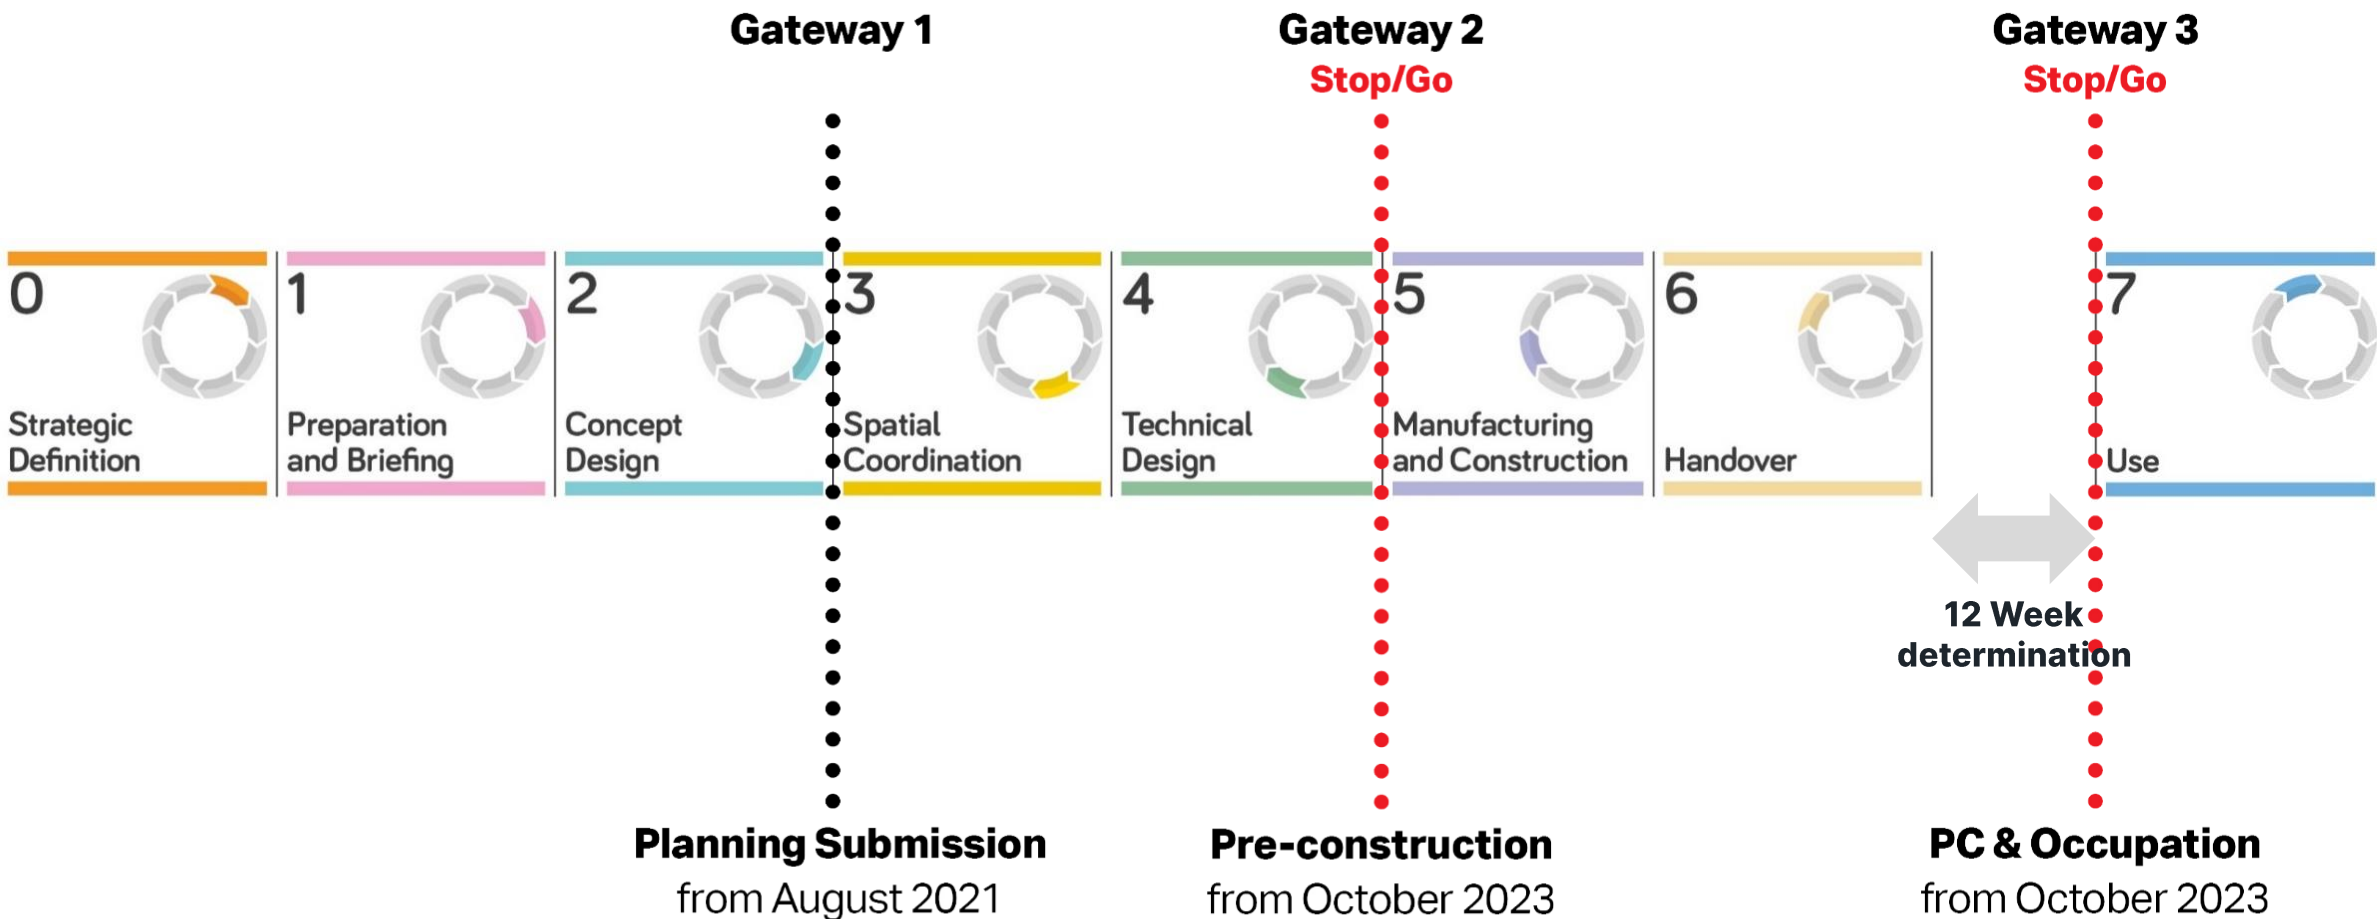 Gateway 1
Gateway 2
Stop/Go
Gateway 3
Stop/Go
0
Strategic
Definition
1
Preparation
and Briefing
2
Concept
Design
3
Spatial
Coordination
4
Technical
Design
5
Manufacturing
and Construction
6
Handover
7
Use
12 Week
determination
Planning Submission
from August 2021
Pre-construction
from October 2023
PC & Occupation
from October 2023